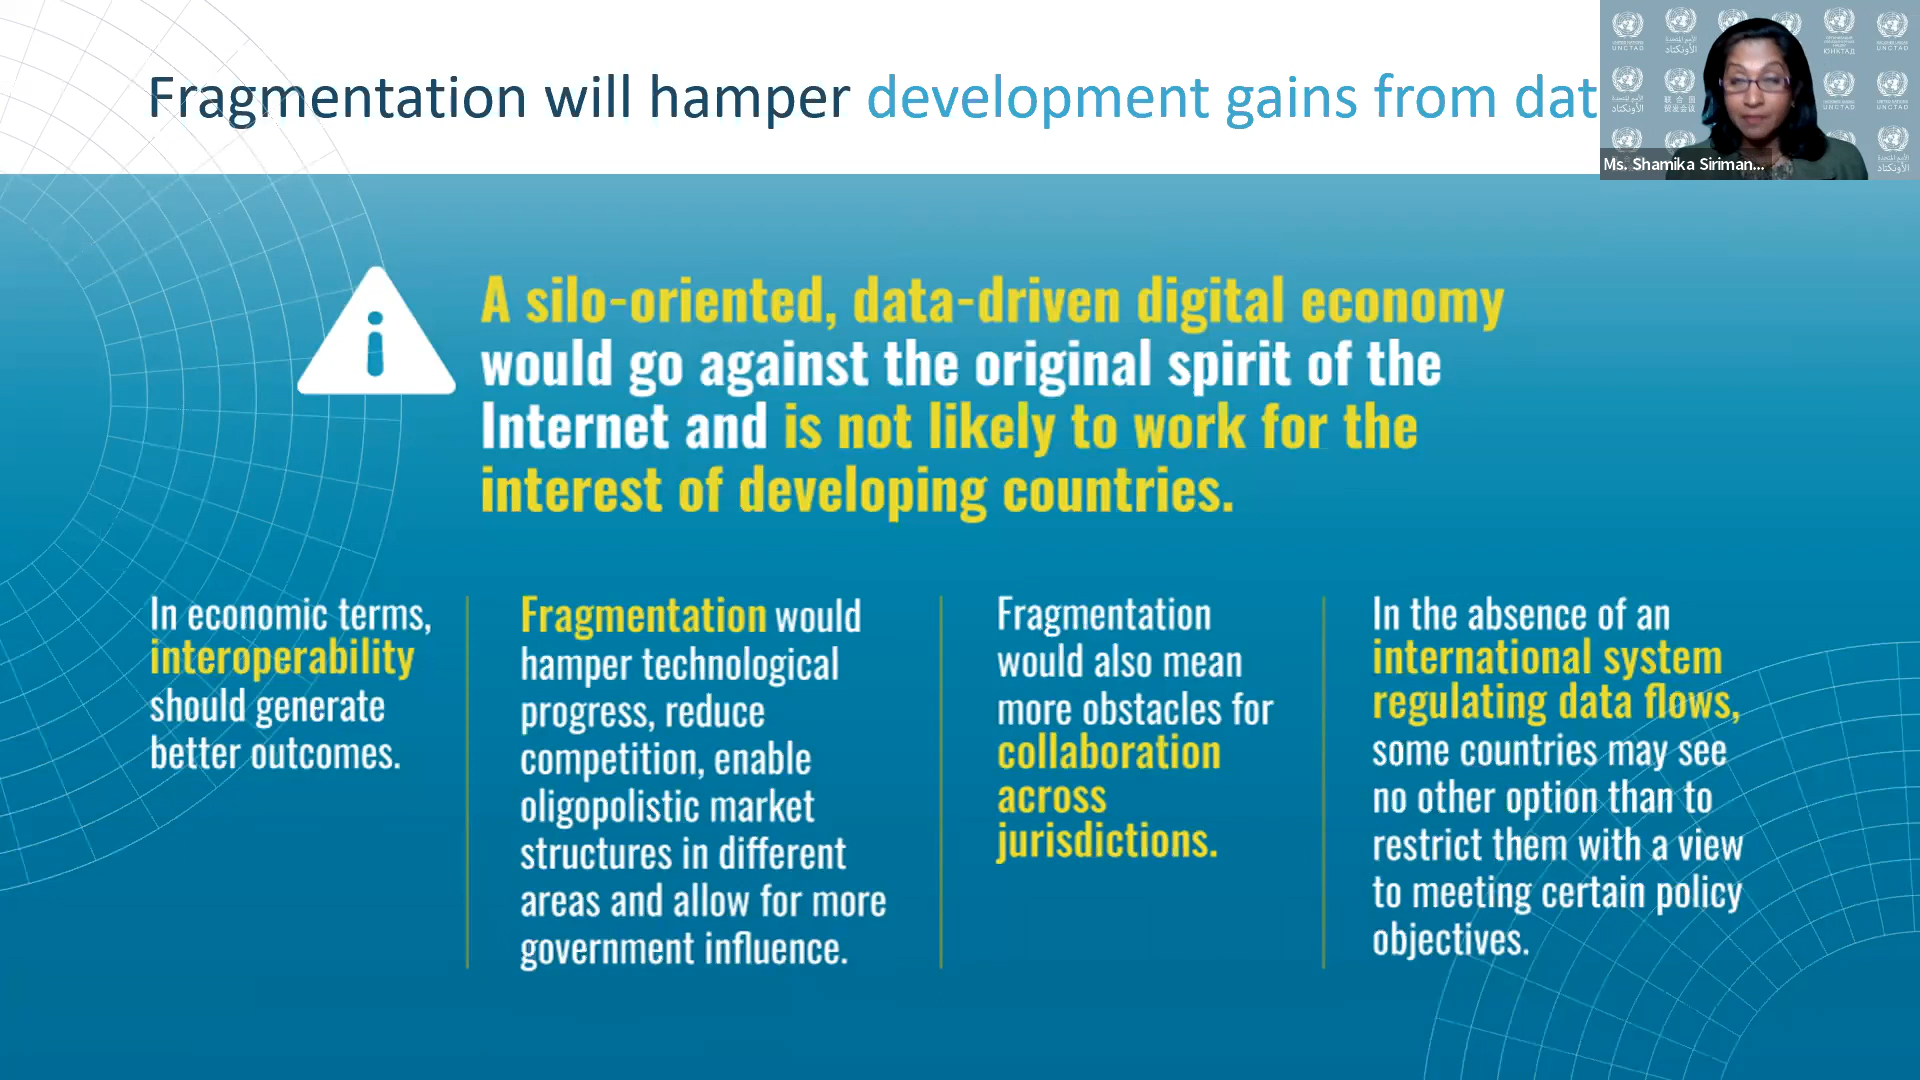 Fragmentation will hamper development gains from dat
Ms. Shamika Siriman...
A silo-oriented, data-driven digital economy
would go against the original spirit of the
Internet and is not likely to work for the
interest of developing countries.
In economic terms,
interoperability
should generate
better outcomes.
Fragmentation would
hamper technological
progress, reduce
competition, enable
oligopolistic market
structures in different
areas and allow for more
government influence.
Fragmentation
would also mean
more obstacles for
collaboration
across
jurisdictions.
In the absence of an
international system
regulating data flows,
some countries may see
no other option than to
restrict them with a view
to meeting certain policy
objectives.